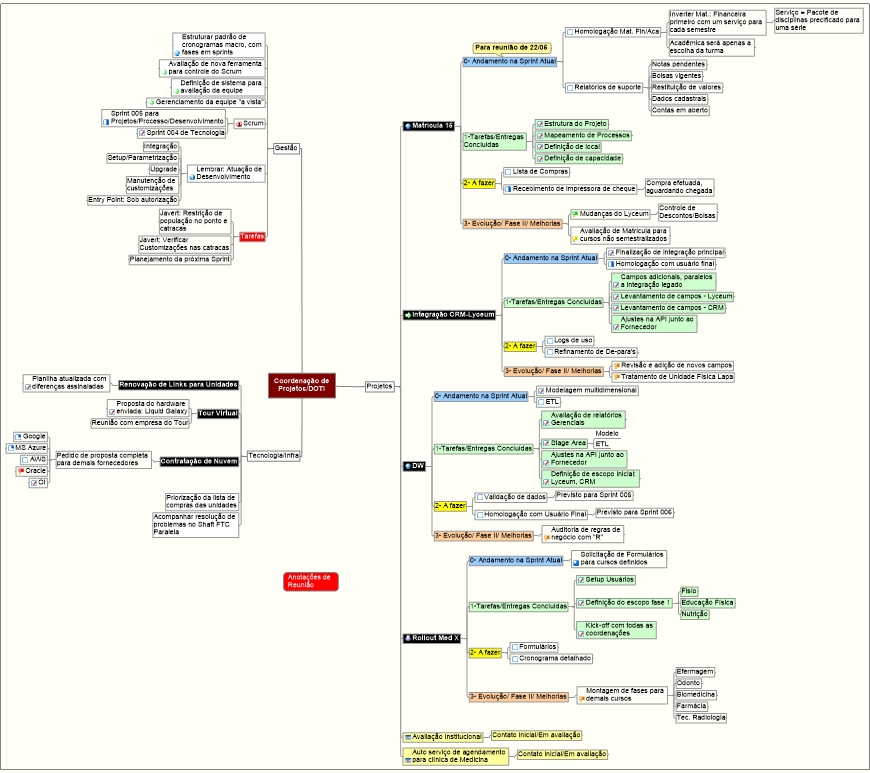 Coordenação de
Projetos/DOTI
Gestão
Estruturar padrão de
cronogramas macro, com
fases em sprints
Avaliação de nova ferramenta
para controle do Scrum
Definição de sistema para
avaliação da equipe
Gerenciamento da equipe "a vista"
Scrum
Sprint 005 para
Projetos/Processo/Desenvolvimento
Sprint 004 de Tecnologia
Lembrar: Atuação de
Desenvolvimento
Integração
Setup/Parametrização
Upgrade
Manutenção de
customizações
Entry Point: Sob autorização
Tarefas
Javert: Restrição de
população no ponto e
catracas
Javert: Verificar
Customizações nas catracas
Planejamento da próxima Sprint
Tecnologia/Infra
Renovação de Links para Unidades
Planilha atualizada com
diferenças assinaladas
Tour Virtual
Proposta do hardware
enviada: Liquid Galaxy
Reunião com empresa do Tour
Contratação de Nuvem
Pedido de proposta completa
para demais fornecedores
Google
MS Azure
AWS
Oracle
OI
Priorização da lista de
compras das unidades
Acompanhar resolução de
problemas no Shaft FTC
Paralela
Anotações de
Reunião
Projetos
Matrícula 16
Para reunião de 22/06
0- Andamento na Sprint Atual
Homologação Mat. Fin/Aca
Inverter Mat.: Financeira
primeiro com um serviço para
cada semestre
Serviço = Pacote de
disciplinas precificado para
uma série
Acadêmica será apenas a
escolha da turma
Relatórios de suporte
Notas pendentes
Bolsas vigentes
Restituição de valores
Dados cadastrais
Contas em aberto
1-Tarefas/Entregas
Concluídas
Estrutura do Projeto
Mapeamento de Processos
Definição de local
Definição de capacidade
2- A fazer
Lista de Compras
Recebimento de impressora de cheque
Compra efetuada,
aguardando chegada
3- Evolução/ Fase II/ Melhorias
Mudanças do Lyceum
Controle de
Descontos/Bolsas
Avaliação de Matrícula para
cursos não semestralizados
Integração CRM-Lyceum
0- Andamento na Sprint Atual
Finalização de integração principal
Homologação com usuário final
1-Tarefas/Entregas Concluídas
Campos adicionais, paralelos
a integração legado
Levantamento de campos - Lyceum
Levantamento de campos - CRM
Ajustes na API junto ao
Fornecedor
2- A fazer
Logs de uso
Refinamento de De-para's
3- Evolução/ Fase II/ Melhorias
Revisão e adição de novos campos
Tratamento de Unidade Física Lapa
DW
0- Andamento na Sprint Atual
Modelagem multidimensional
ETL
1-Tarefas/Entregas Concluídas
Avaliação de relatórios
Gerenciais
Stage Area
Modelo
ETL
Ajustes na API junto ao
Fornecedor
Definição de escopo inicial:
Lyceum, CRM
2- A fazer
Validação de dados
Previsto para Sprint 005
Homologação com Usuário Final
Previsto para Sprint 006
3- Evolução/ Fase II/ Melhorias
Auditoria de regras de
negócio com "R"
Rollout Med X
0- Andamento na Sprint Atual
Solicitação de Formulários
para cursos definidos
1-Tarefas/Entregas Concluídas
Setup Usuários
Definição do escopo fase I
Fisio
Educação Física
Nutrição
Kick-off com todas as
coordenações
2- A fazer
Formulários
Cronograma detalhado
3- Evolução/ Fase II/ Melhorias
Montagem de fases para
demais cursos
Efermagem
Odonto
Biomedicina
Farmácia
Tec. Radiologia
Avaliação Institucional
Contato Inicial/Em avaliação
Auto serviço de agendamento
para clínica de Medicina
Contato Inicial/Em avaliação